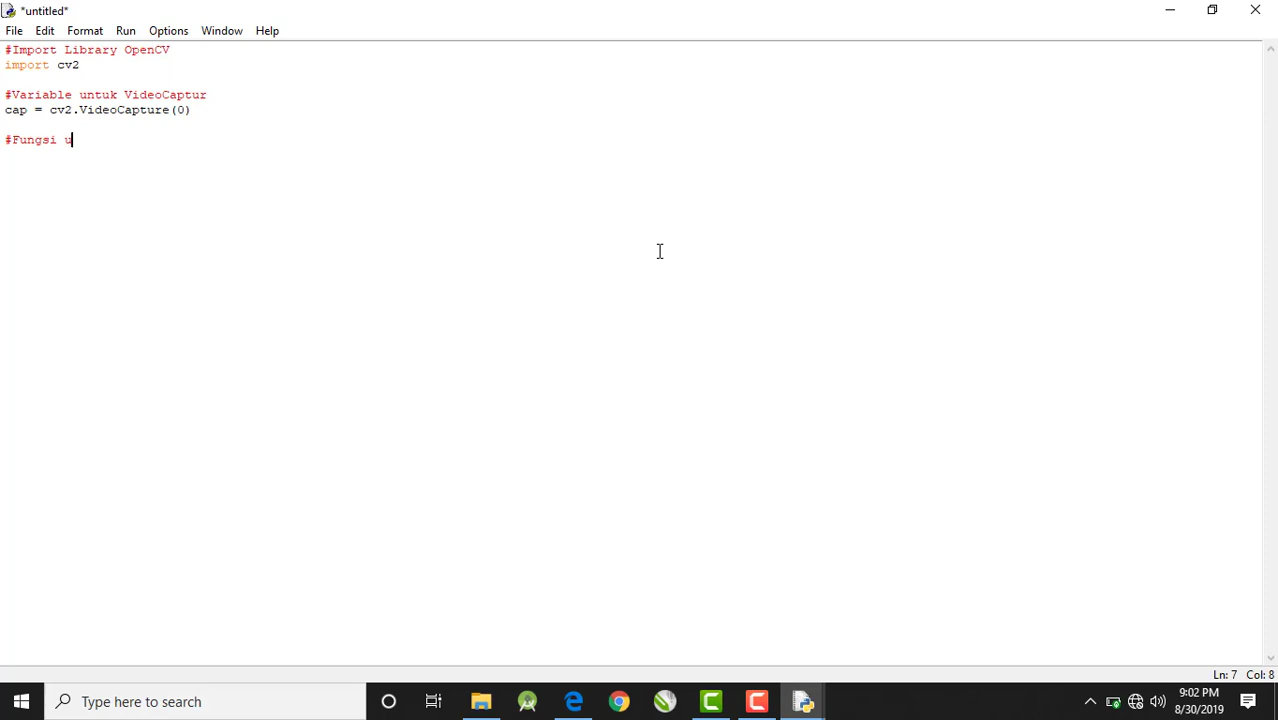 *untitled*
File Edit Format Run Options Window Help
#Import Library OpenCV
import cv2
#Variable untuk VideoCaptur
cap = cv2.VideoCapture(0)
#Fungsi u
Ln: 7 Col: 8
Type here to search
9:02 PM
8/30/2019